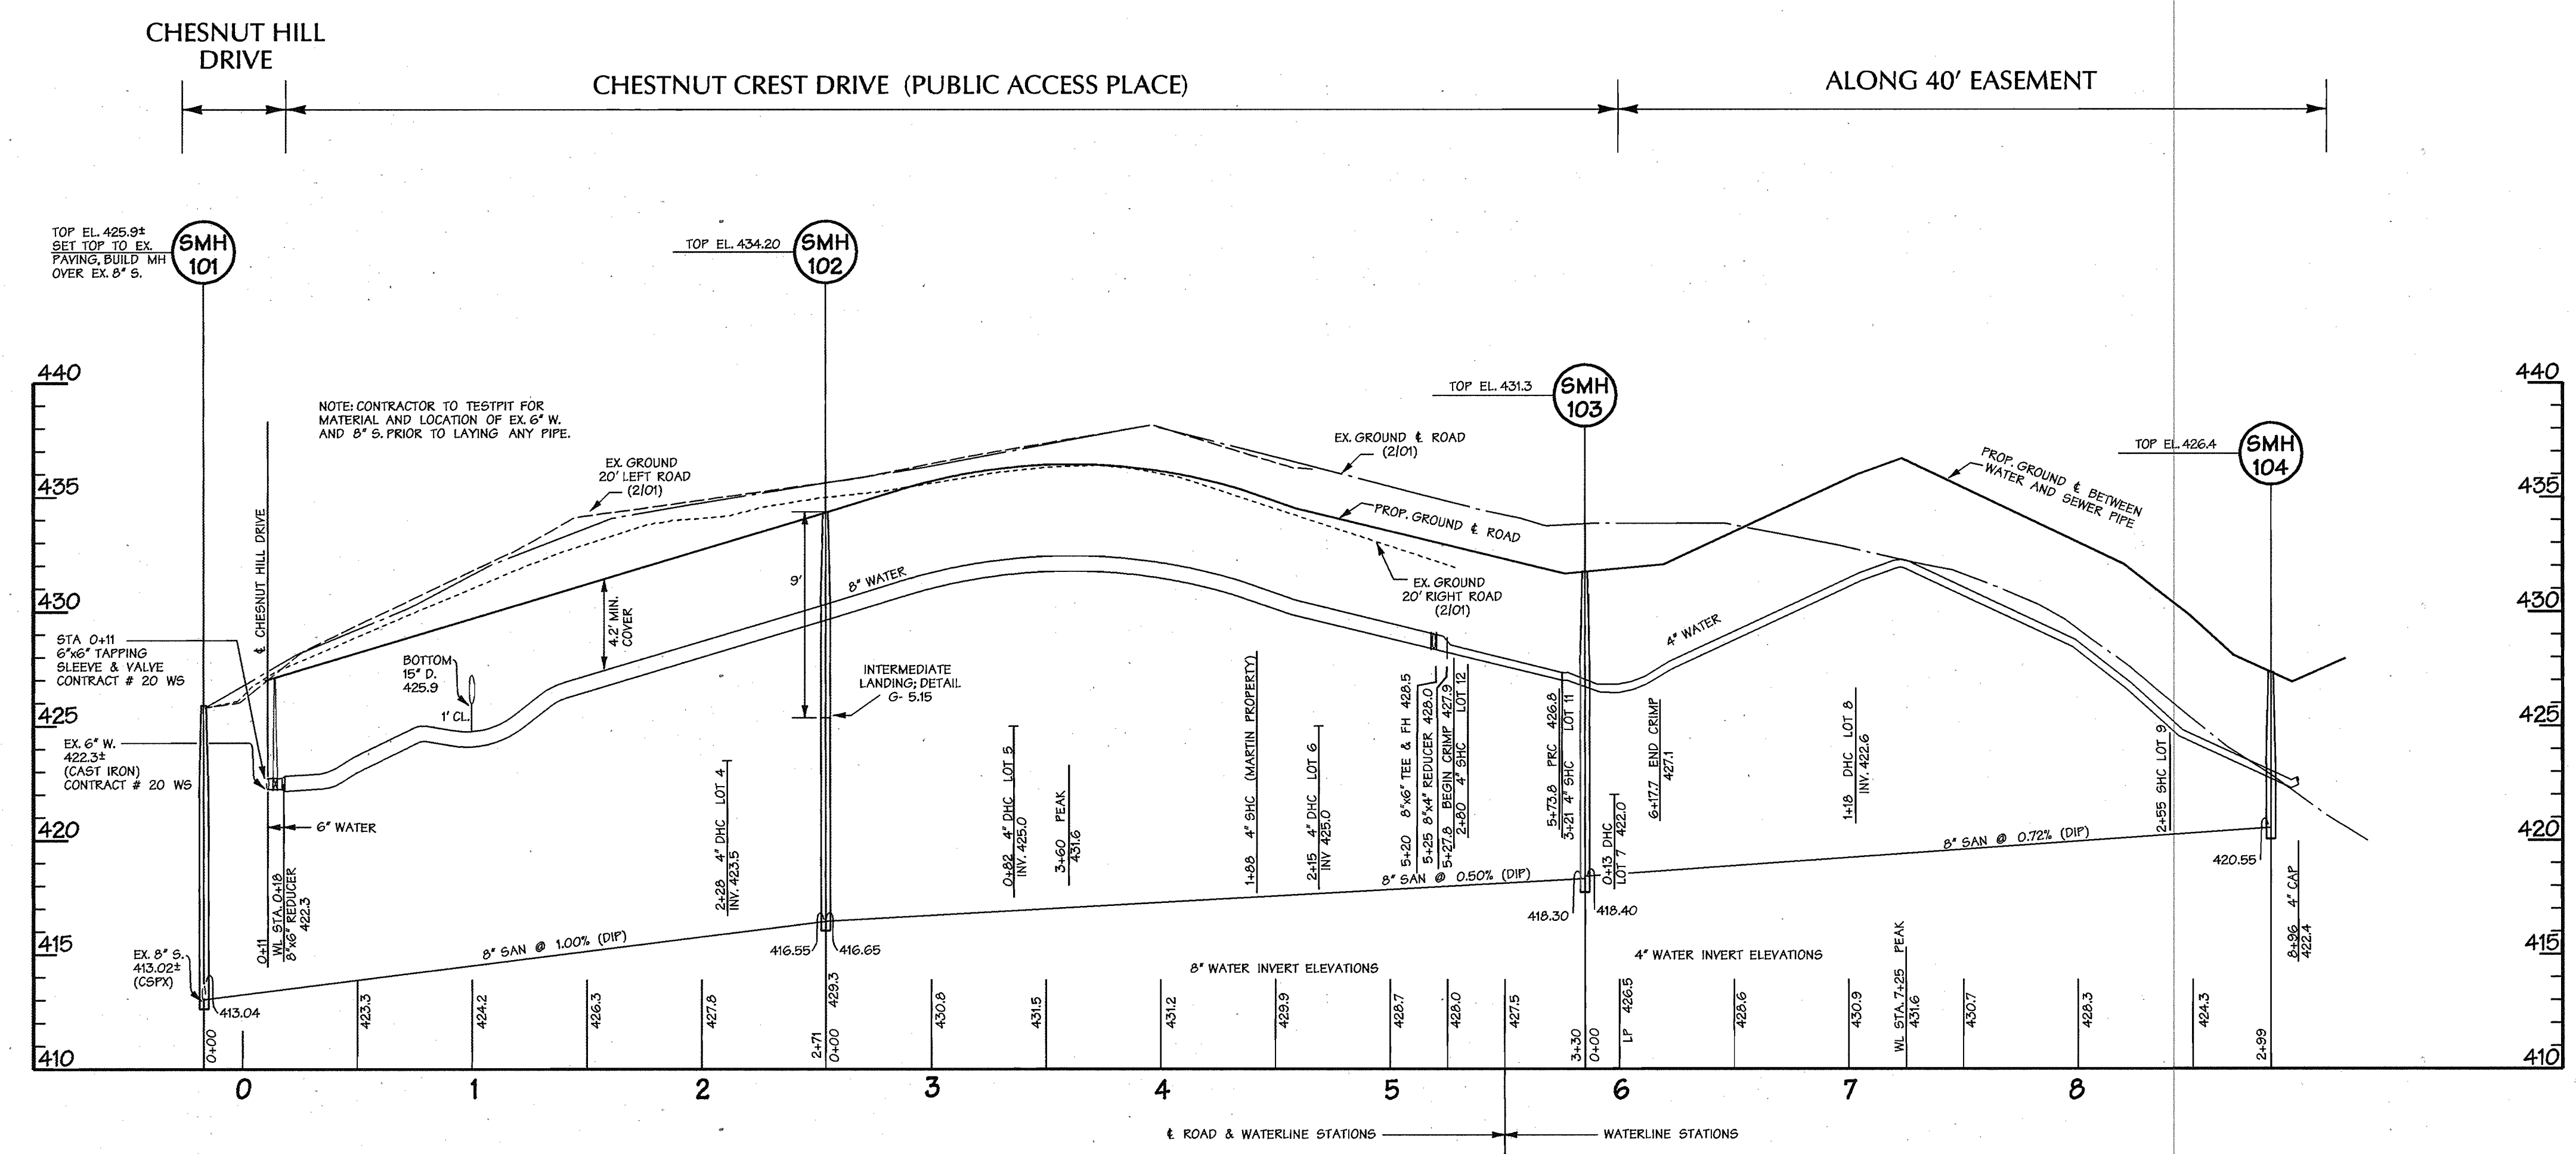 CHESNUT HILL
DRIVE
CHESTNUT CREST DRIVE (PUBLIC ACCESS PLACE)
ALONG 40' EASEMENT
TOP EL. 425.9±
SET TOP TO EX.
PAVING, BUILD MH
OVER EX. 8" S.
SMH
101
TOP EL. 434.20
SMH
102
TOP EL. 431.3
SMH
103
TOP EL. 426.4
SMH
104
440
435
430
425
420
415
410
440
435
430
425
420
415
410
NOTE: CONTRACTOR TO TESTPIT FOR
MATERIAL AND LOCATION OF EX. 6" W.
AND 8" S. PRIOR TO LAYING ANY PIPE.
EX. GROUND
20' LEFT ROAD
(2/01)
EX. GROUND ℄ ROAD
(2/01)
PROP. GROUND ℄ ROAD
EX. GROUND
20' RIGHT ROAD
(2/01)
PROP. GROUND ℄ BETWEEN
WATER AND SEWER PIPE
℄ CHESNUT HILL DRIVE
STA 0+11
6"x6" TAPPING
SLEEVE & VALVE
CONTRACT # 20 WS
EX. 6" W.
422.3±
(CAST IRON)
CONTRACT # 20 WS
BOTTOM
15" D.
425.9
1' CL.
4.2' MIN.
COVER
9'
8" WATER
INTERMEDIATE
LANDING; DETAIL
G- 5.15
4" WATER
6" WATER
0+11
WL STA. 0+18
8"x6" REDUCER
422.3
2+28 4" DHC LOT 4
INV. 423.5
0+82 4" DHC LOT 5
INV. 425.0
3+60 PEAK
431.6
1+88 4" SHC (MARTIN PROPERTY)
2+15 4" DHC LOT 6
INV 425.0
5+20 8"x6" TEE & FH 428.5
5+25 8"x4" REDUCER 428.0
5+27.8 BEGIN CRIMP 427.9
2+80 4" SHC LOT 12
5+73.8 PRC 426.8
3+21 4" SHC LOT 11
0+13 DHC
LOT 7 422.0
6+17.7 END CRIMP
427.1
1+18 DHC LOT 8
INV. 422.6
2+55 SHC LOT 9
8+96 4" CAP
422.4
EX. 8" S.
413.02±
(CSPX)
413.04
8" SAN @ 1.00% (DIP)
416.55
416.65
8" SAN @ 0.50% (DIP)
418.30
418.40
8" SAN @ 0.72% (DIP)
420.55
8" WATER INVERT ELEVATIONS
4" WATER INVERT ELEVATIONS
0+00
423.3
424.2
426.3
427.8
2+71
0+00
429.3
430.8
431.5
431.2
429.9
428.7
428.0
427.5
3+30
0+00
LP 426.5
428.6
430.9
WL STA. 7+25 PEAK
431.6
430.7
428.3
424.3
2+99
0
1
2
3
4
5
6
7
8
℄ ROAD & WATERLINE STATIONS
WATERLINE STATIONS